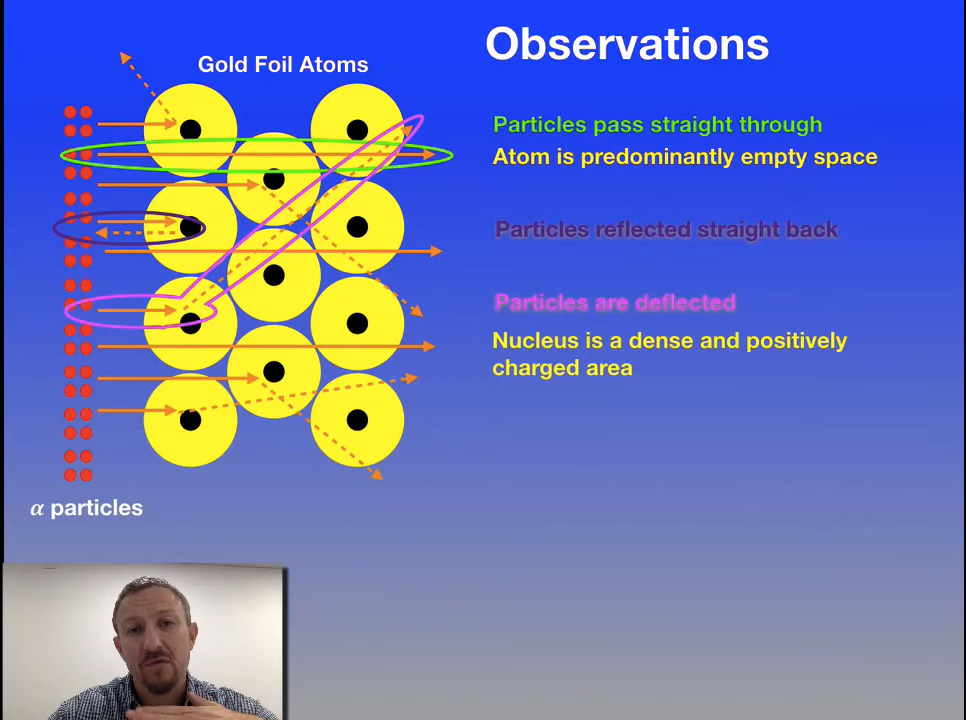 Observations
Gold Foil Atoms
Particles pass straight through
Atom is predominantly empty space
Particles reflected straight back
Particles are deflected
Nucleus is a dense and positively
charged area
α particles